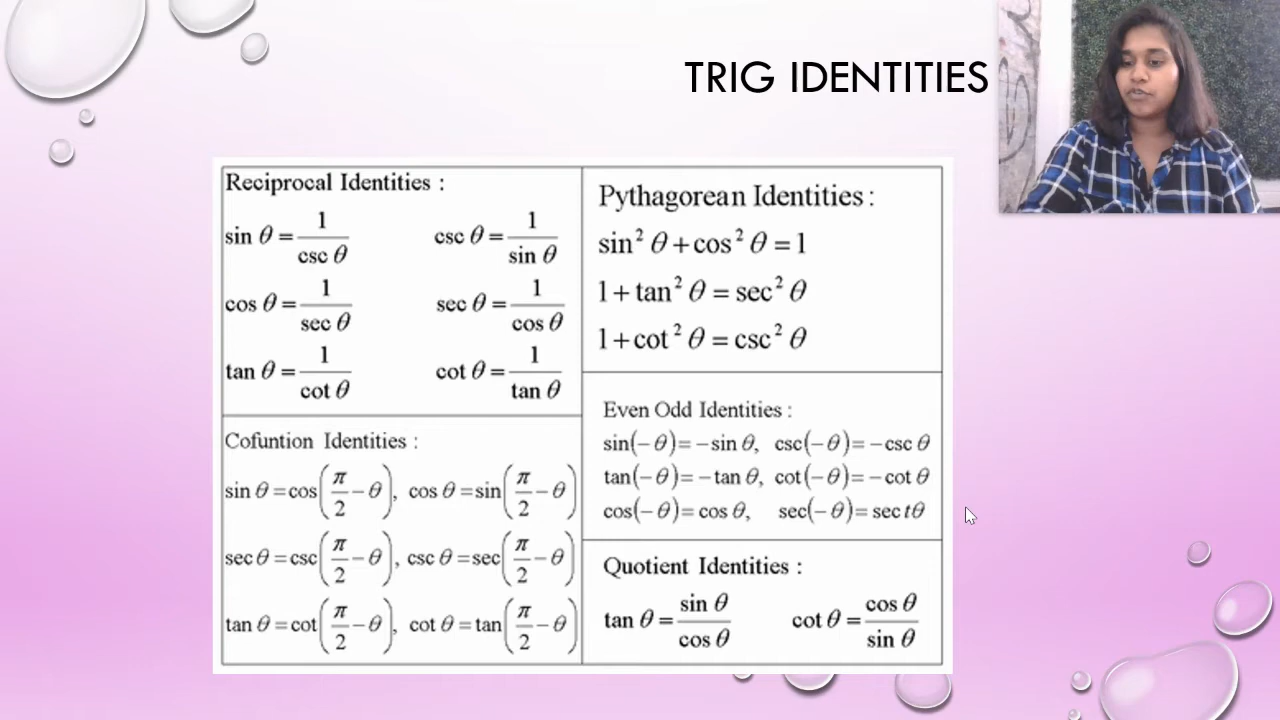 TRIG IDENTITIES
Reciprocal Identities :
sin θ = 1/csc θ csc θ = 1/sin θ
cos θ = 1/sec θ sec θ = 1/cos θ
tan θ = 1/cot θ cot θ = 1/tan θ
Cofuntion Identities :
sin θ = cos(π/2 − θ), cos θ = sin(π/2 − θ)
sec θ = csc(π/2 − θ), csc θ = sec(π/2 − θ)
tan θ = cot(π/2 − θ), cot θ = tan(π/2 − θ)
Pythagorean Identities :
sin² θ + cos² θ = 1
1 + tan² θ = sec² θ
1 + cot² θ = csc² θ
Even Odd Identities :
sin(−θ) = −sin θ, csc(−θ) = −csc θ
tan(−θ) = −tan θ, cot(−θ) = −cot θ
cos(−θ) = cos θ, sec(−θ) = sec tθ
Quotient Identities :
tan θ = sin θ/cos θ cot θ = cos θ/sin θ